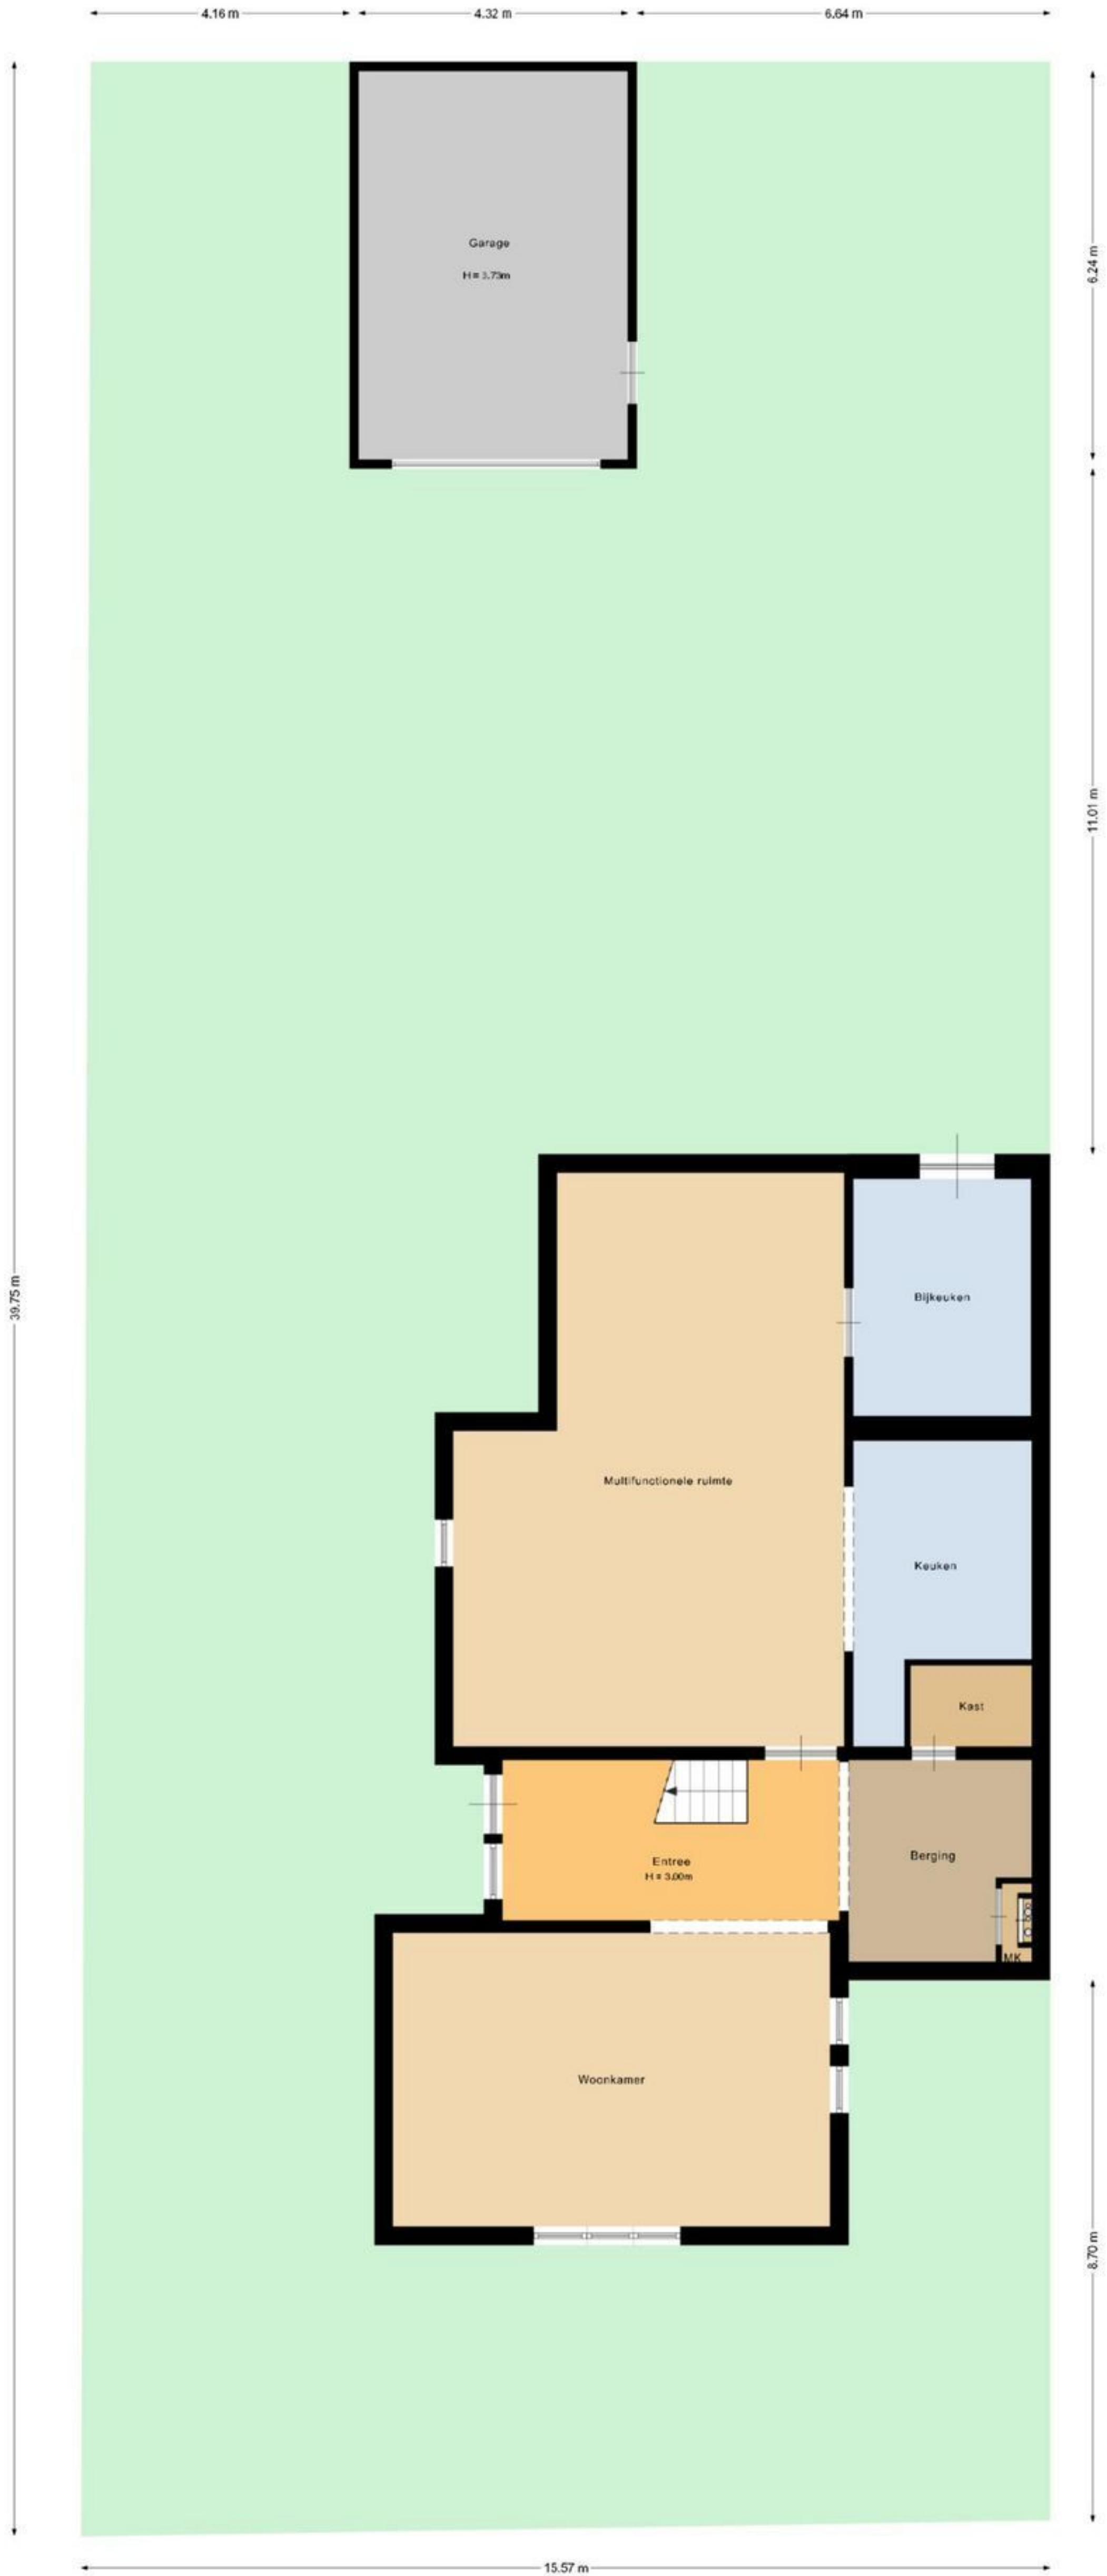 4.16 m
4.32 m
6.64 m
Garage
H = 3.73m
6.24 m
11.01 m
39.75 m
Bijkeuken
Multifunctionele ruimte
Keuken
Kast
Berging
Entree
H = 3.00m
MK
Woonkamer
8.70 m
15.57 m